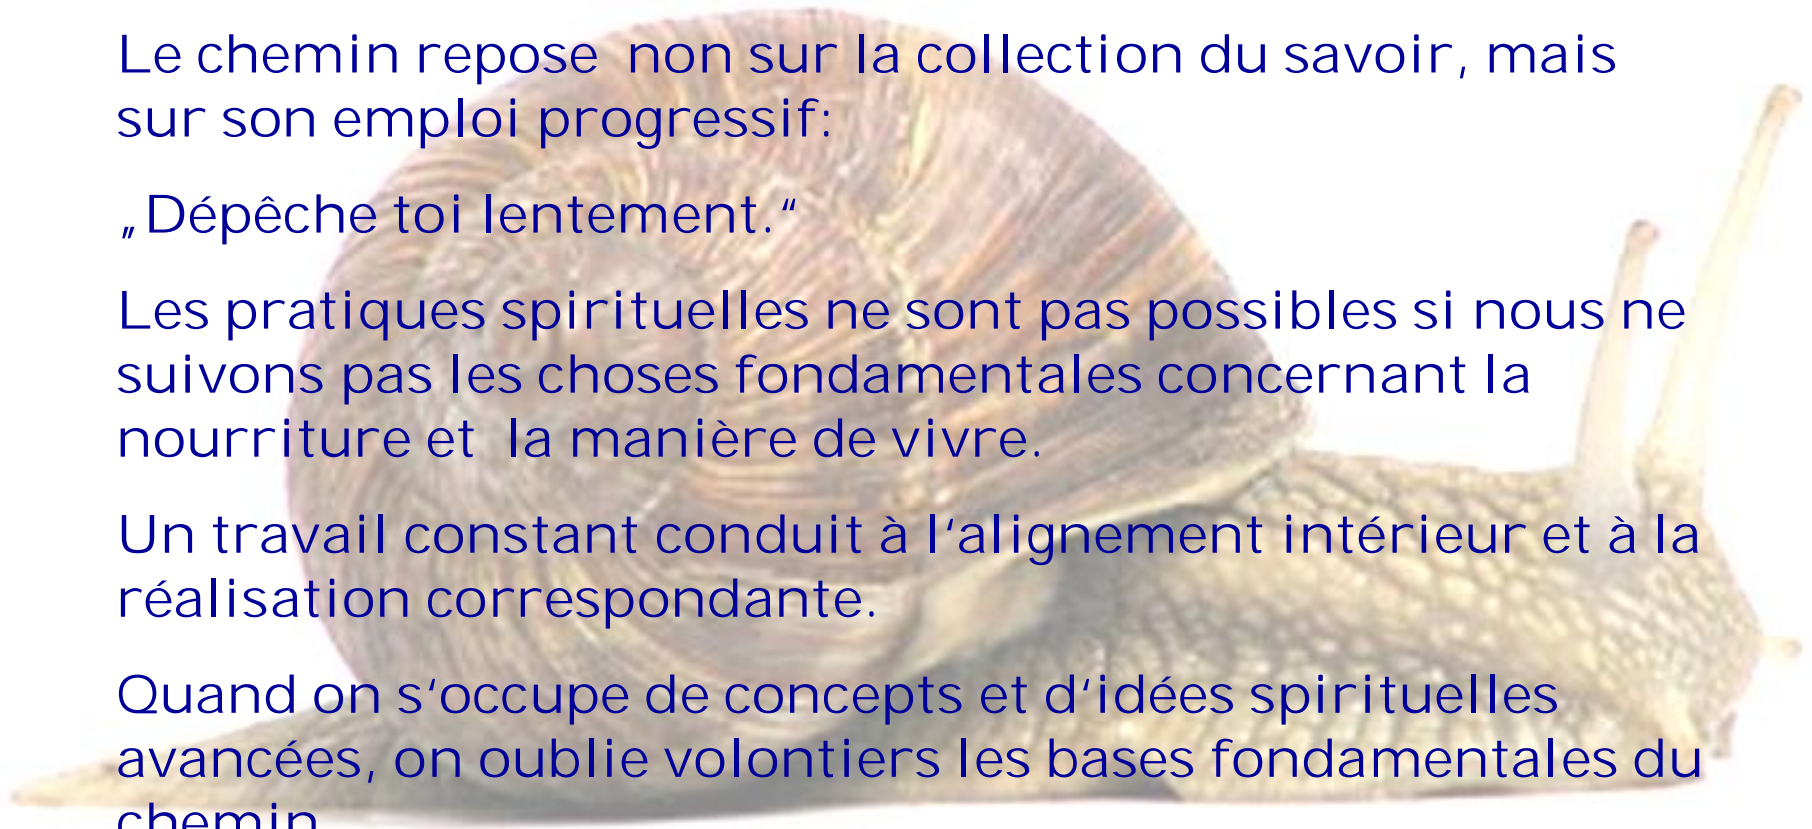 Le chemin repose  non sur la collection du savoir, mais
sur son emploi progressif:
„Dépêche toi lentement.“
Les pratiques spirituelles ne sont pas possibles si nous ne
suivons pas les choses fondamentales concernant la
nourriture et  la manière de vivre.
Un travail constant conduit à l‘alignement intérieur et à la
réalisation correspondante.
Quand on s‘occupe de concepts et d‘idées spirituelles
avancées, on oublie volontiers les bases fondamentales du
chemin